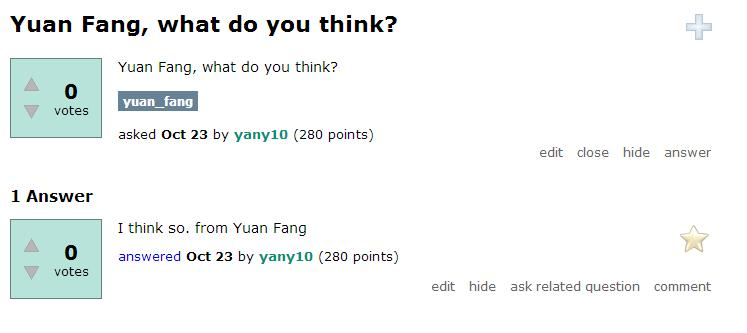 Yuan Fang, what do you think?
0
votes
Yuan Fang, what do you think?
yuan_fang
asked Oct 23 by yany10 (280 points)
edit close hide answer
1 Answer
0
votes
I think so. from Yuan Fang
answered Oct 23 by yany10 (280 points)
edit hide ask related question comment